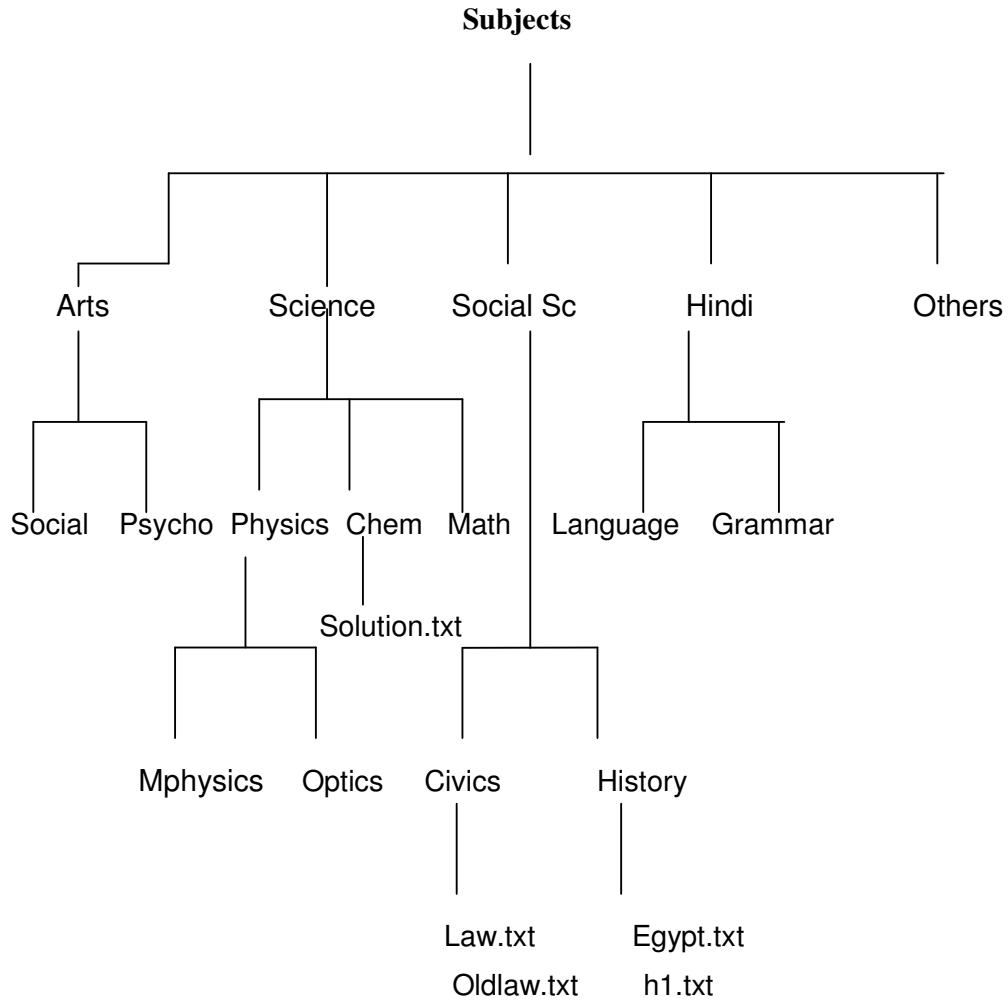 Subjects
Arts Science Social Sc Hindi Others
Social Psycho Physics Chem Math Language Grammar
Solution.txt
Mphysics Optics Civics History
Law.txt Egypt.txt
Oldlaw.txt h1.txt